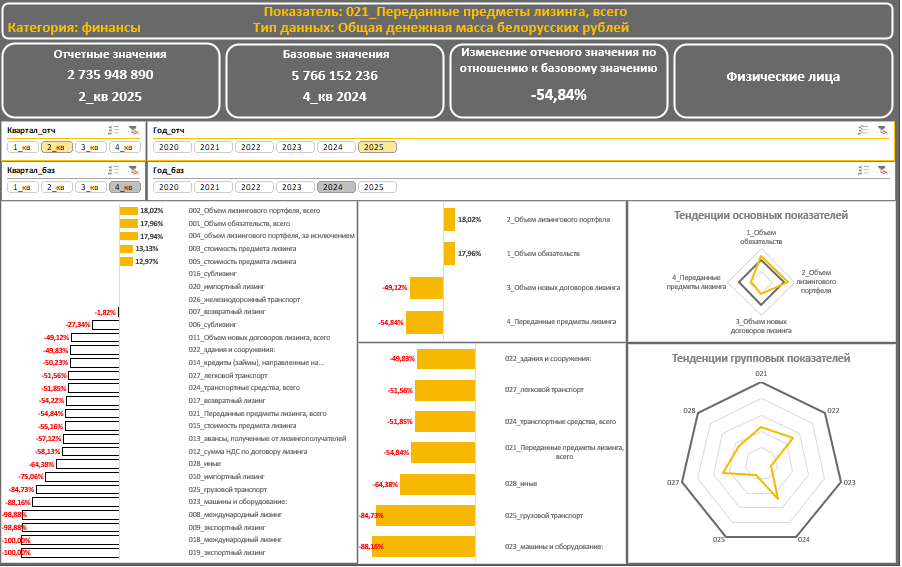 Показатель: 021_Переданные предметы лизинга, всего
Категория: финансы
Тип данных: Общая денежная масса белорусских рублей
Отчетные значения
2 735 948 890
2_кв 2025
Базовые значения
5 766 152 236
4_кв 2024
Изменение отченого значения по
отношению к базовому значению
-54,84%
Физические лица
Квартал_отч
1_кв 2_кв 3_кв 4_кв
Год_отч
2020 2021 2022 2023 2024 2025
Квартал_баз
1_кв 2_кв 3_кв 4_кв
Год_баз
2020 2021 2022 2023 2024 2025
18,02% 002_Объем лизингового портфеля, всего
17,96% 001_Объем обязательств, всего
17,94% 004_объем лизингового портфеля, за исключением
13,13% 003_стоимость предмета лизинга
12,97% 005_стоимость предмета лизинга
016_сублизинг
020_импортный лизинг
026_железнодорожный транспорт
-1,82% 007_возвратный лизинг
-27,34% 006_сублизинг
-49,12% 011_Объем новых договоров лизинга, всего
-49,83% 022_здания и сооружения:
-50,23% 014_кредиты (займы), направленные на...
-51,56% 027_легковой транспорт
-51,85% 024_транспортные средства, всего
-54,22% 017_возвратный лизинг
-54,84% 021_Переданные предметы лизинга, всего
-55,16% 015_стоимость предмета лизинга
-57,12% 013_авансы, полученные от лизингополучателей
-58,13% 012_сумма НДС по договору лизинга
-64,38% 028_иные
-75,06% 010_импортный лизинг
-84,73% 025_грузовой транспорт
-88,16% 023_машины и оборудование:
-98,88% 008_международный лизинг
-98,88% 009_экспортный лизинг
-100,00% 018_международный лизинг
-100,00% 019_экспортный лизинг
18,02% 2_Объем лизингового портфеля
17,96% 1_Объем обязательств
-49,12% 3_Объем новых договоров лизинга
-54,84% 4_Переданные предметы лизинга
-49,83% 022_здания и сооружения:
-51,56% 027_легковой транспорт
-51,85% 024_транспортные средства, всего
-54,84% 021_Переданные предметы лизинга,
всего
-64,38% 028_иные
-84,73% 025_грузовой транспорт
-88,16% 023_машины и оборудование:
Тенденции основных показателей
1_Объем
обязательств
2_Объем
лизингового
портфеля
3_Объем новых
договоров лизинга
4_Переданные
предметы лизинга
Тенденции групповых показателей
021
022
023
024
025
027
028